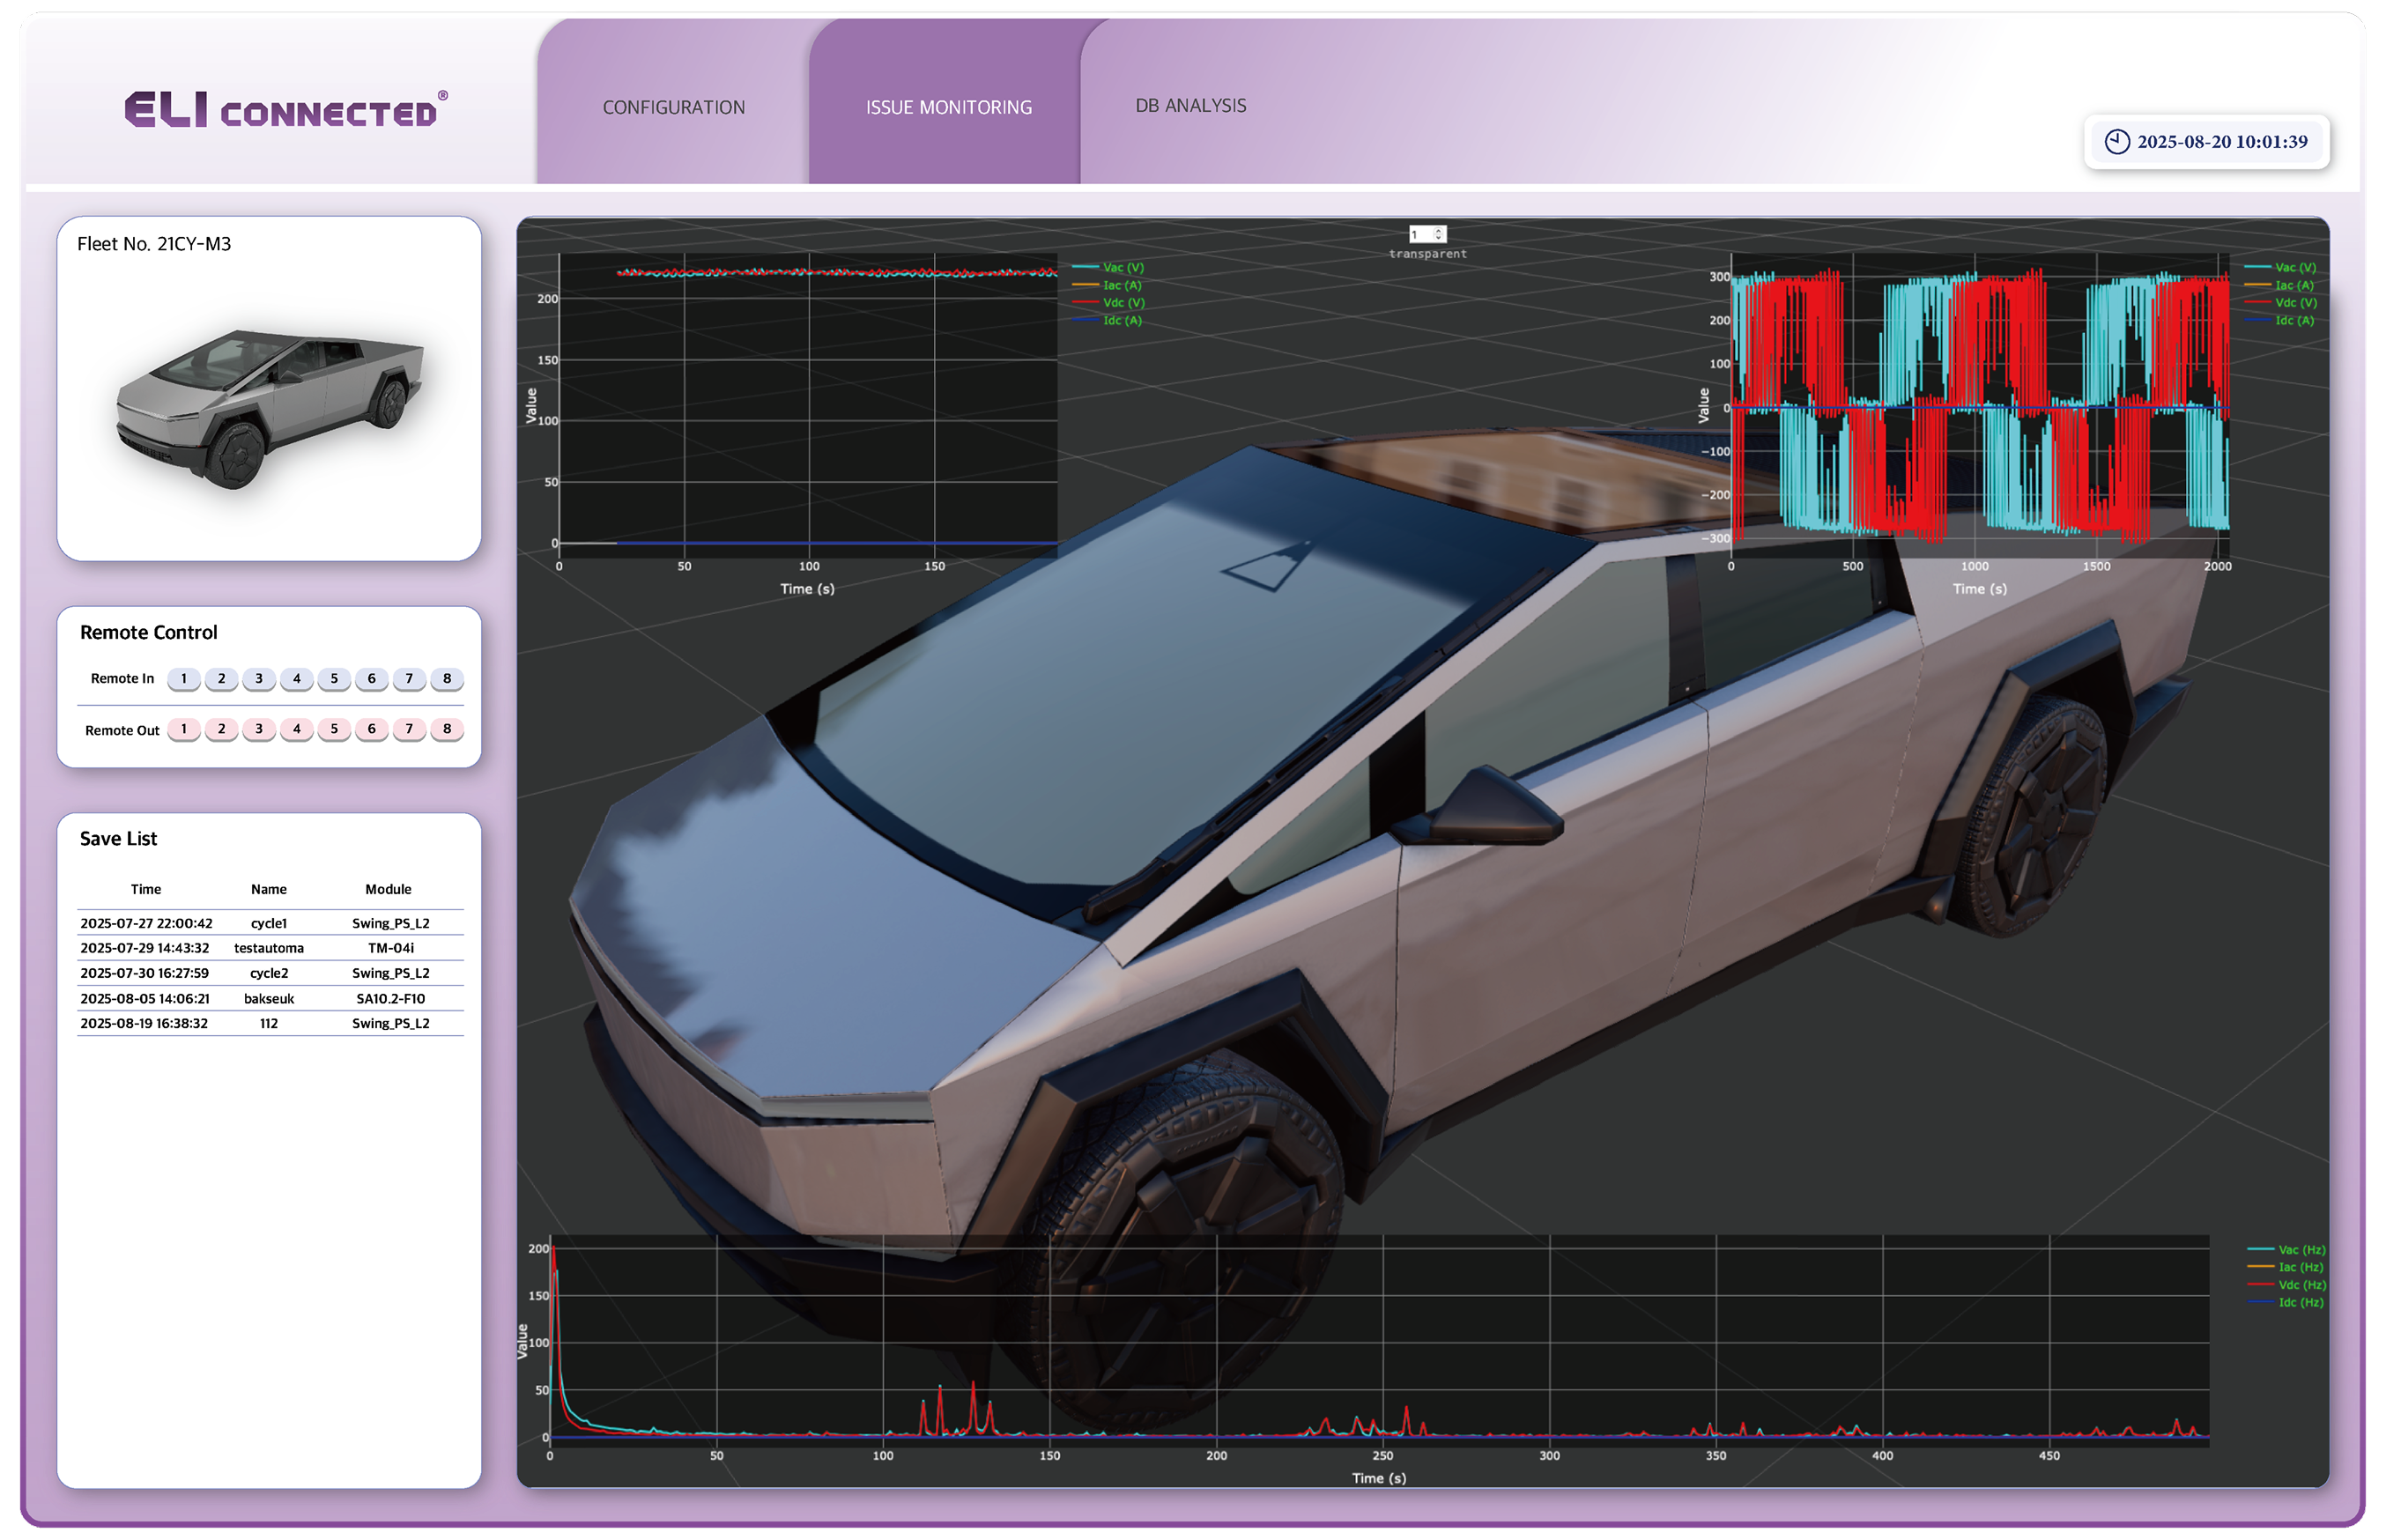 ELI CONNECTED®
CONFIGURATION
ISSUE MONITORING
DB ANALYSIS
2025-08-20 10:01:39
Fleet No. 21CY-M3
Remote Control
Remote In 1 2 3 4 5 6 7 8
Remote Out 1 2 3 4 5 6 7 8
Save List
Time Name Module
2025-07-27 22:00:42 cycle1 Swing_PS_L2
2025-07-29 14:43:32 testautoma TM-04i
2025-07-30 16:27:59 cycle2 Swing_PS_L2
2025-08-05 14:06:21 bakseuk SA10.2-F10
2025-08-19 16:38:32 112 Swing_PS_L2
1
transparent
Value
200
150
100
50
0
0 50 100 150
Time (s)
Vac (V)
Iac (A)
Vdc (V)
Idc (A)
Value
300
200
100
0
−100
−200
−300
0 500 1000 1500 2000
Time (s)
Vac (V)
Iac (A)
Vdc (V)
Idc (A)
Value
200
150
100
50
0
0 50 100 150 200 250 300 350 400 450
Time (s)
Vac (Hz)
Iac (Hz)
Vdc (Hz)
Idc (Hz)